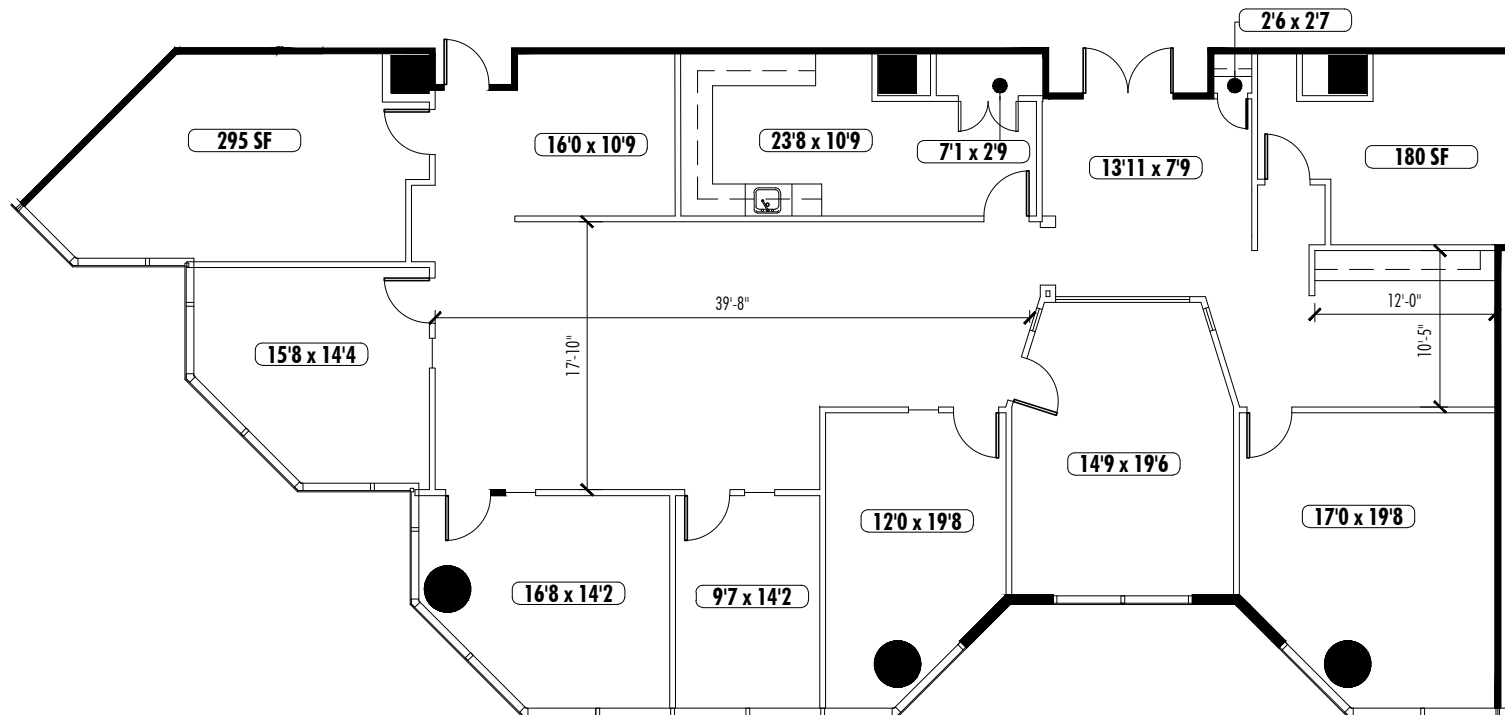 2'6 x 2'7
295 SF
16'0 x 10'9
23'8 x 10'9
7'1 x 2'9
13'11 x 7'9
180 SF
39'-8"
12'-0"
17'-10"
10'-5"
15'8 x 14'4
14'9 x 19'6
12'0 x 19'8
17'0 x 19'8
16'8 x 14'2
9'7 x 14'2